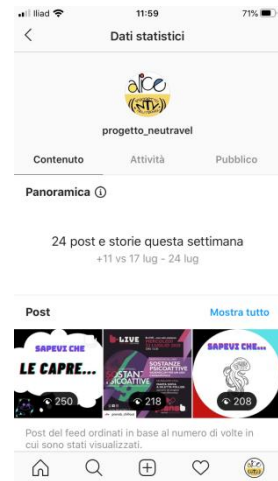 Iliad
11:59
71%
Dati statistici
alice
((NTV))
progetto_neutravel
Contenuto Attività Pubblico
Panoramica
24 post e storie questa settimana
+11 vs 17 lug - 24 lug
Post Mostra tutto
SAPEVI CHE
LE CAPRE...
250
B-LIVE
SOSTANZE
PSICOATTIVE
218
SAPEVI CHE...
208
Post del feed ordinati in base al numero di volte in
cui sono stati visualizzati.